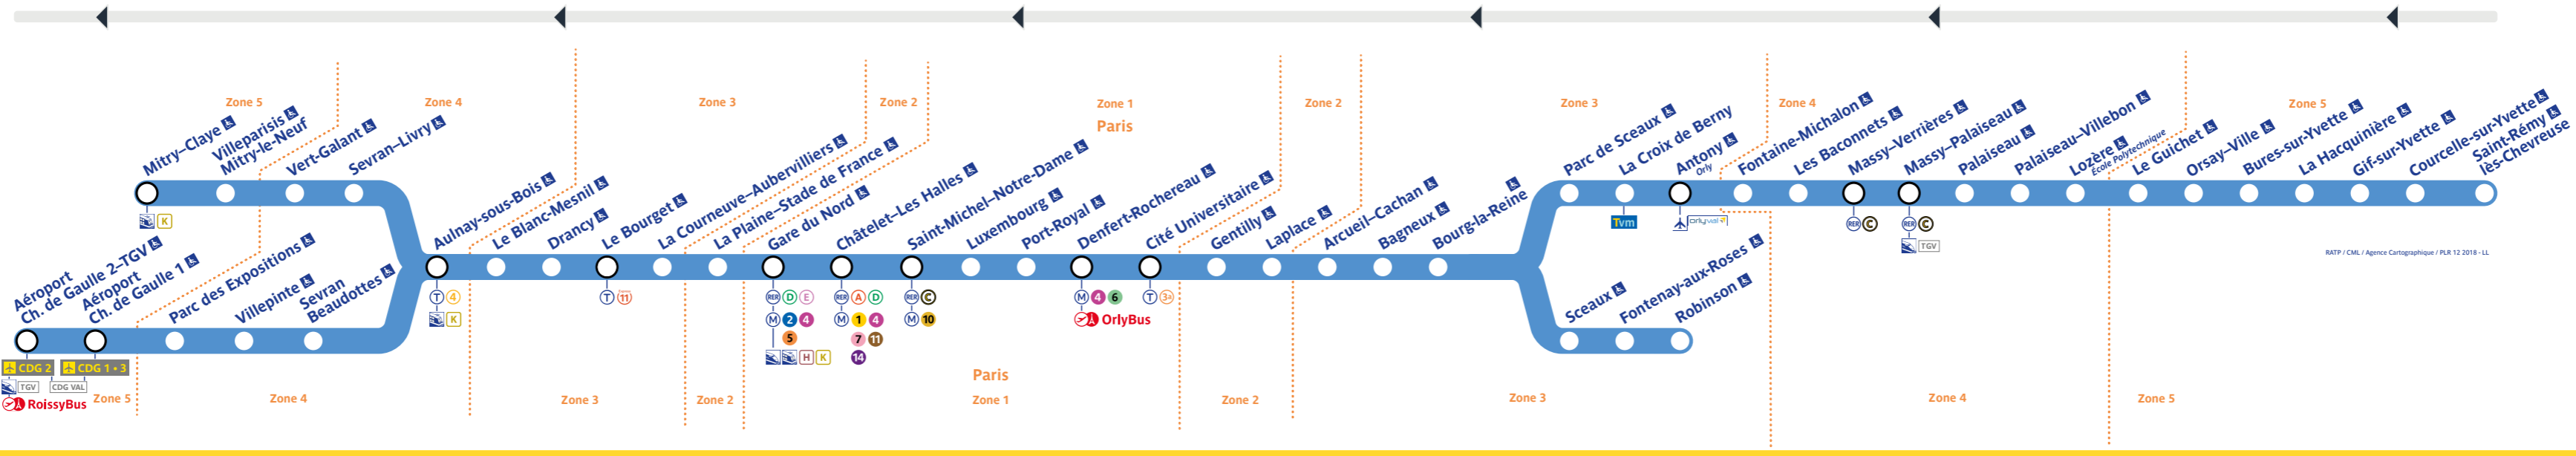 Zone 5
Zone 4
Zone 3
Zone 2
Zone 1
Paris
Zone 2
Zone 3
Zone 4
Zone 5
Mitry–Claye
Villeparisis
Mitry-le-Neuf
Vert-Galant
Sevran–Livry
K
Aéroport
Ch. de Gaulle 2–TGV
Aéroport
Ch. de Gaulle 1
Parc des Expositions
Villepinte
Sevran
Beaudottes
CDG 2
CDG 1 • 3
TGV
CDG VAL
RoissyBus
Aulnay-sous-Bois
T 4
K
Le Blanc-Mesnil
Drancy
Le Bourget
T 11
La Courneuve–Aubervilliers
La Plaine–Stade de France
Gare du Nord
RER D E
M 2 4
5
H K
Châtelet–Les Halles
RER A D
M 1 4
7 11
14
Saint-Michel–Notre-Dame
RER C
M 10
Luxembourg
Port-Royal
Denfert-Rochereau
M 4 6
OrlyBus
Cité Universitaire
T 3a
Gentilly
Laplace
Arcueil–Cachan
Bagneux
Bourg-la-Reine
Parc de Sceaux
La Croix de Berny
Tvm
Antony
Orly
orlyval
Fontaine-Michalon
Les Baconnets
Massy–Verrières
RER C
Massy–Palaiseau
RER C
TGV
Palaiseau
Palaiseau–Villebon
Lozère
École Polytechnique
Le Guichet
Orsay–Ville
Bures-sur-Yvette
La Hacquinière
Gif-sur-Yvette
Courcelle-sur-Yvette
Saint-Rémy
lès-Chevreuse
Sceaux
Fontenay-aux-Roses
Robinson
RATP / CML / Agence Cartographique / PLR 12 2018 - LL
Zone 5
Zone 4
Zone 3
Zone 2
Paris
Zone 1
Zone 2
Zone 3
Zone 4
Zone 5